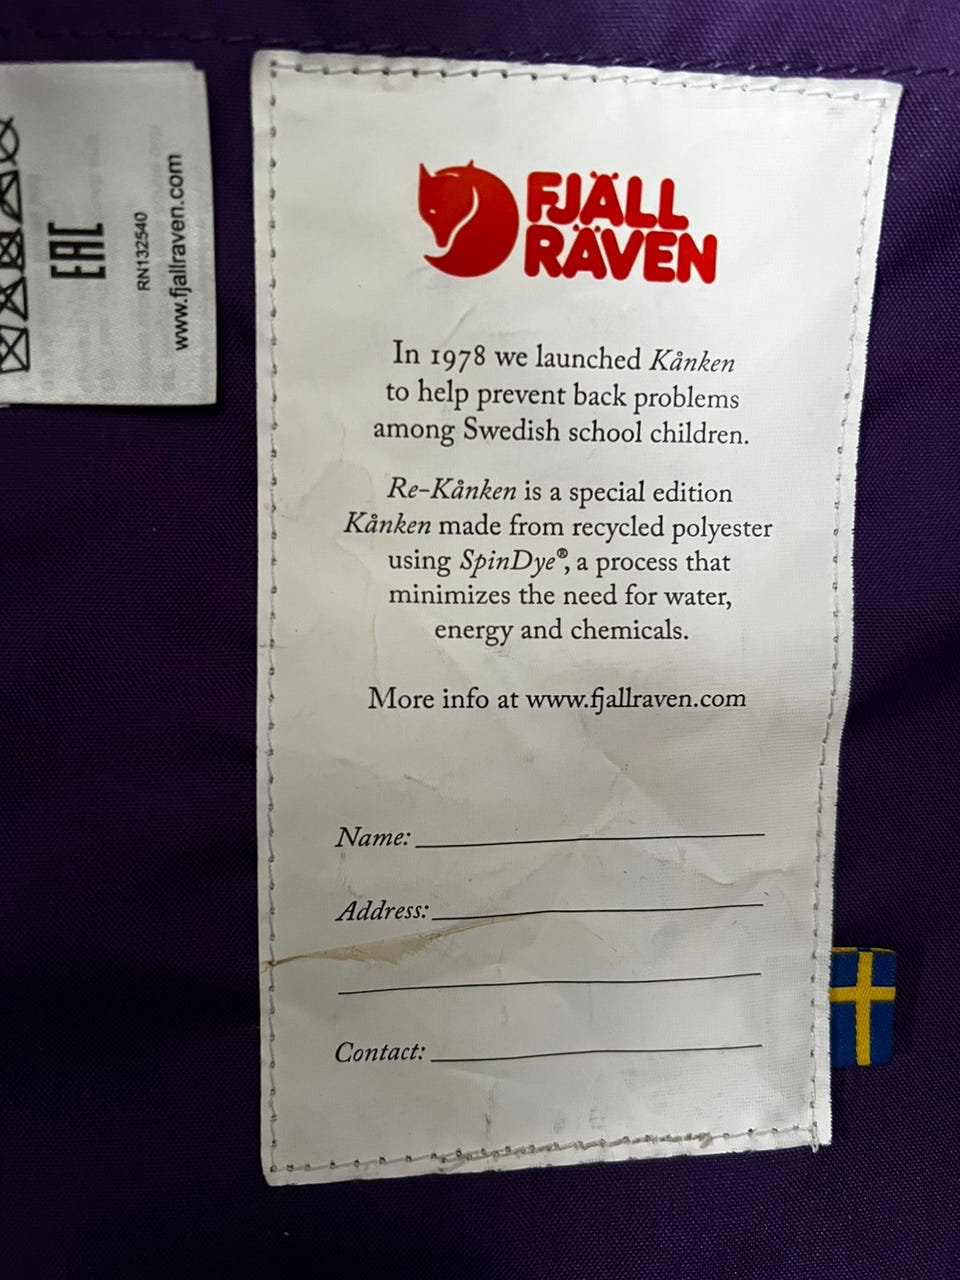 EAC
RN132540
www.fjallraven.com
FJÄLL
RÄVEN
In 1978 we launched Kånken
to help prevent back problems
among Swedish school children.
Re-Kånken is a special edition
Kånken made from recycled polyester
using SpinDye®, a process that
minimizes the need for water,
energy and chemicals.
More info at www.fjallraven.com
Name:
Address:
Contact: